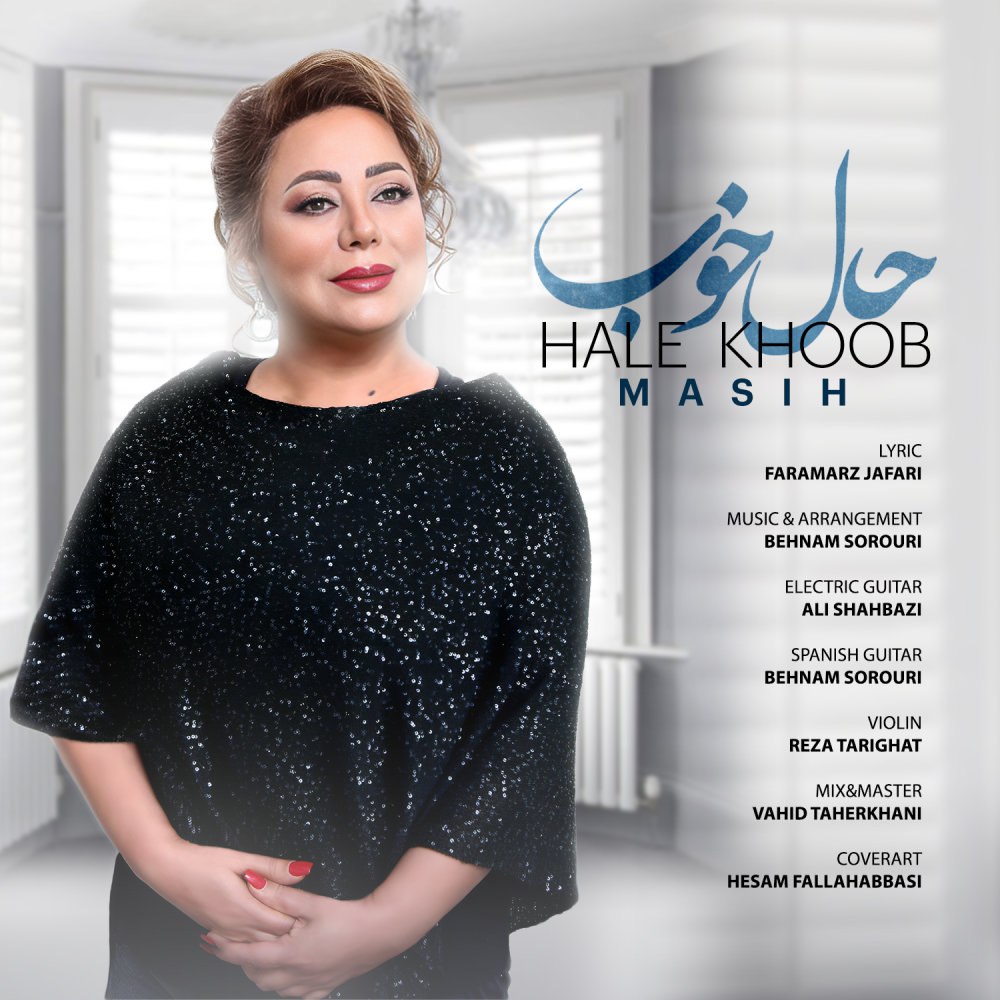 حال خوب
HALE KHOOB
MASIH
LYRIC
FARAMARZ JAFARI
MUSIC & ARRANGEMENT
BEHNAM SOROURI
ELECTRIC GUITAR
ALI SHAHBAZI
SPANISH GUITAR
BEHNAM SOROURI
VIOLIN
REZA TARIGHAT
MIX&MASTER
VAHID TAHERKHANI
COVERART
HESAM FALLAHABBASI